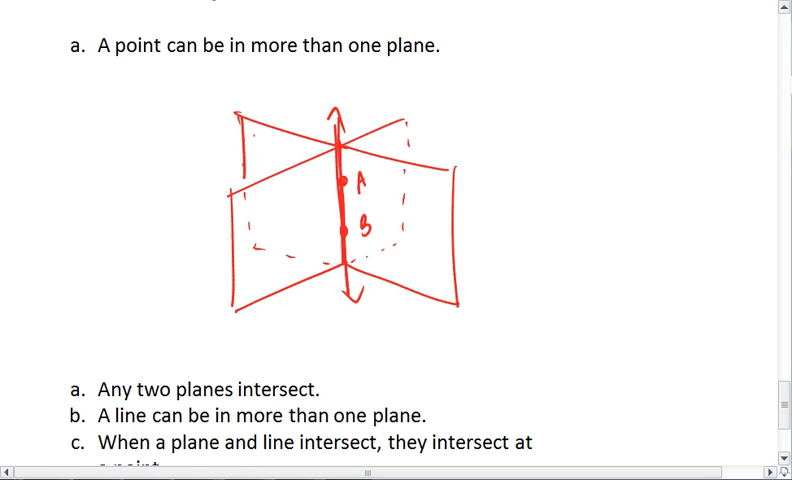 a. A point can be in more than one plane.
A
B
a. Any two planes intersect.
b. A line can be in more than one plane.
c. When a plane and line intersect, they intersect at
a point